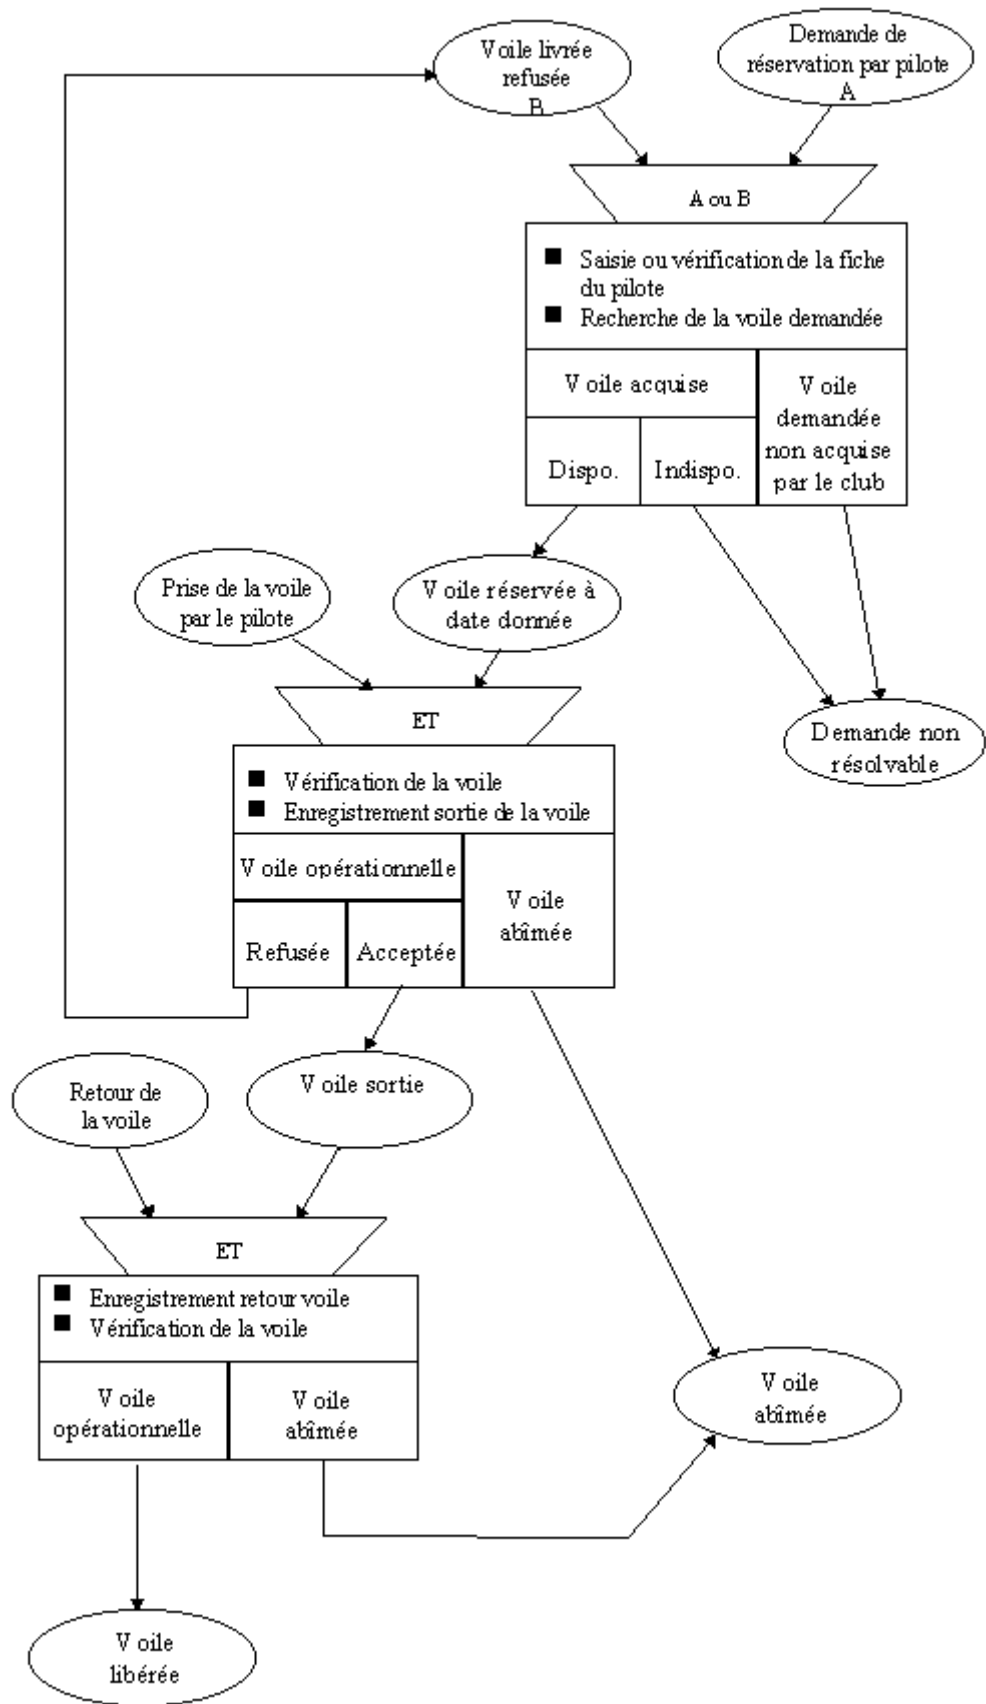 Voile livrée
refusée
B
Demande de
réservation par pilote
A
A ou B
■ Saisie ou vérification de la fiche
du pilote
■ Recherche de la voile demandée
Voile acquise
Voile
demandée
non acquise
par le club
Dispo.
Indispo.
Prise de la voile
par le pilote
Voile réservée à
date donnée
ET
Demande non
résolvable
■ Vérification de la voile
■ Enregistrement sortie de la voile
Voile opérationnelle
Voile
abîmée
Refusée
Acceptée
Retour de
la voile
Voile sortie
ET
■ Enregistrement retour voile
■ Vérification de la voile
Voile
opérationnelle
Voile
abîmée
Voile
abîmée
Voile
libérée